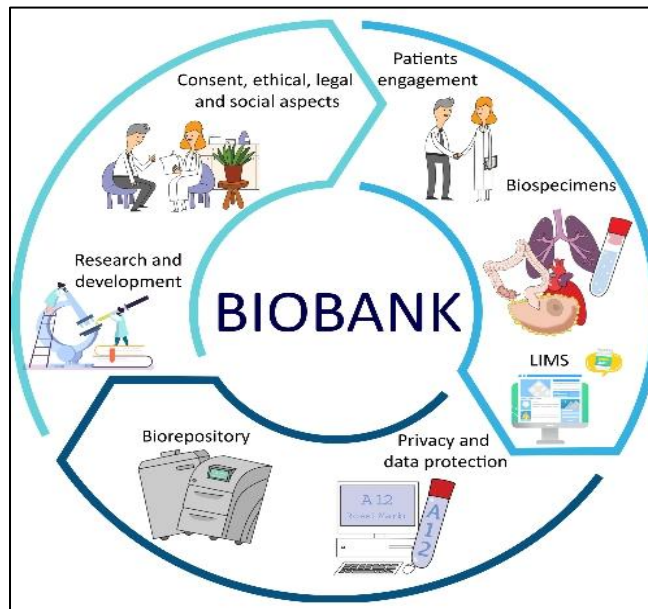 Consent, ethical, legal
and social aspects
Patients
engagement
Biospecimens
LIMS
Privacy and
data protection
A 12
A12
Biorepository
Research and
development
BIOBANK